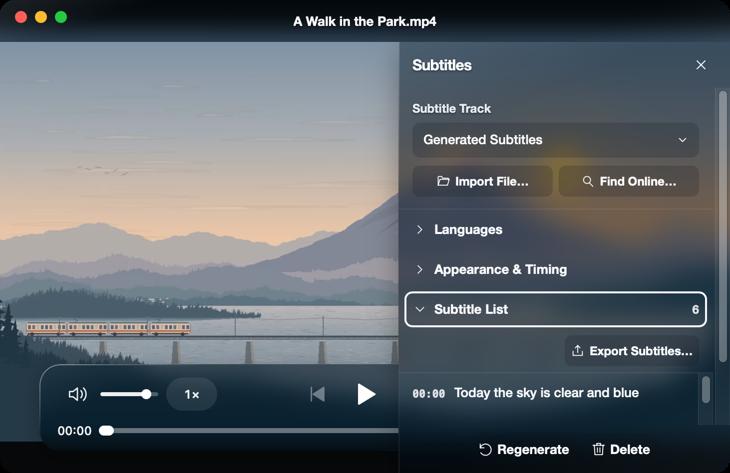 A Walk in the Park.mp4
Subtitles
Subtitle Track
Generated Subtitles
Import File...
Find Online...
Languages
Appearance & Timing
Subtitle List 6
Export Subtitles...
00:00 Today the sky is clear and blue
1×
00:00
Regenerate
Delete